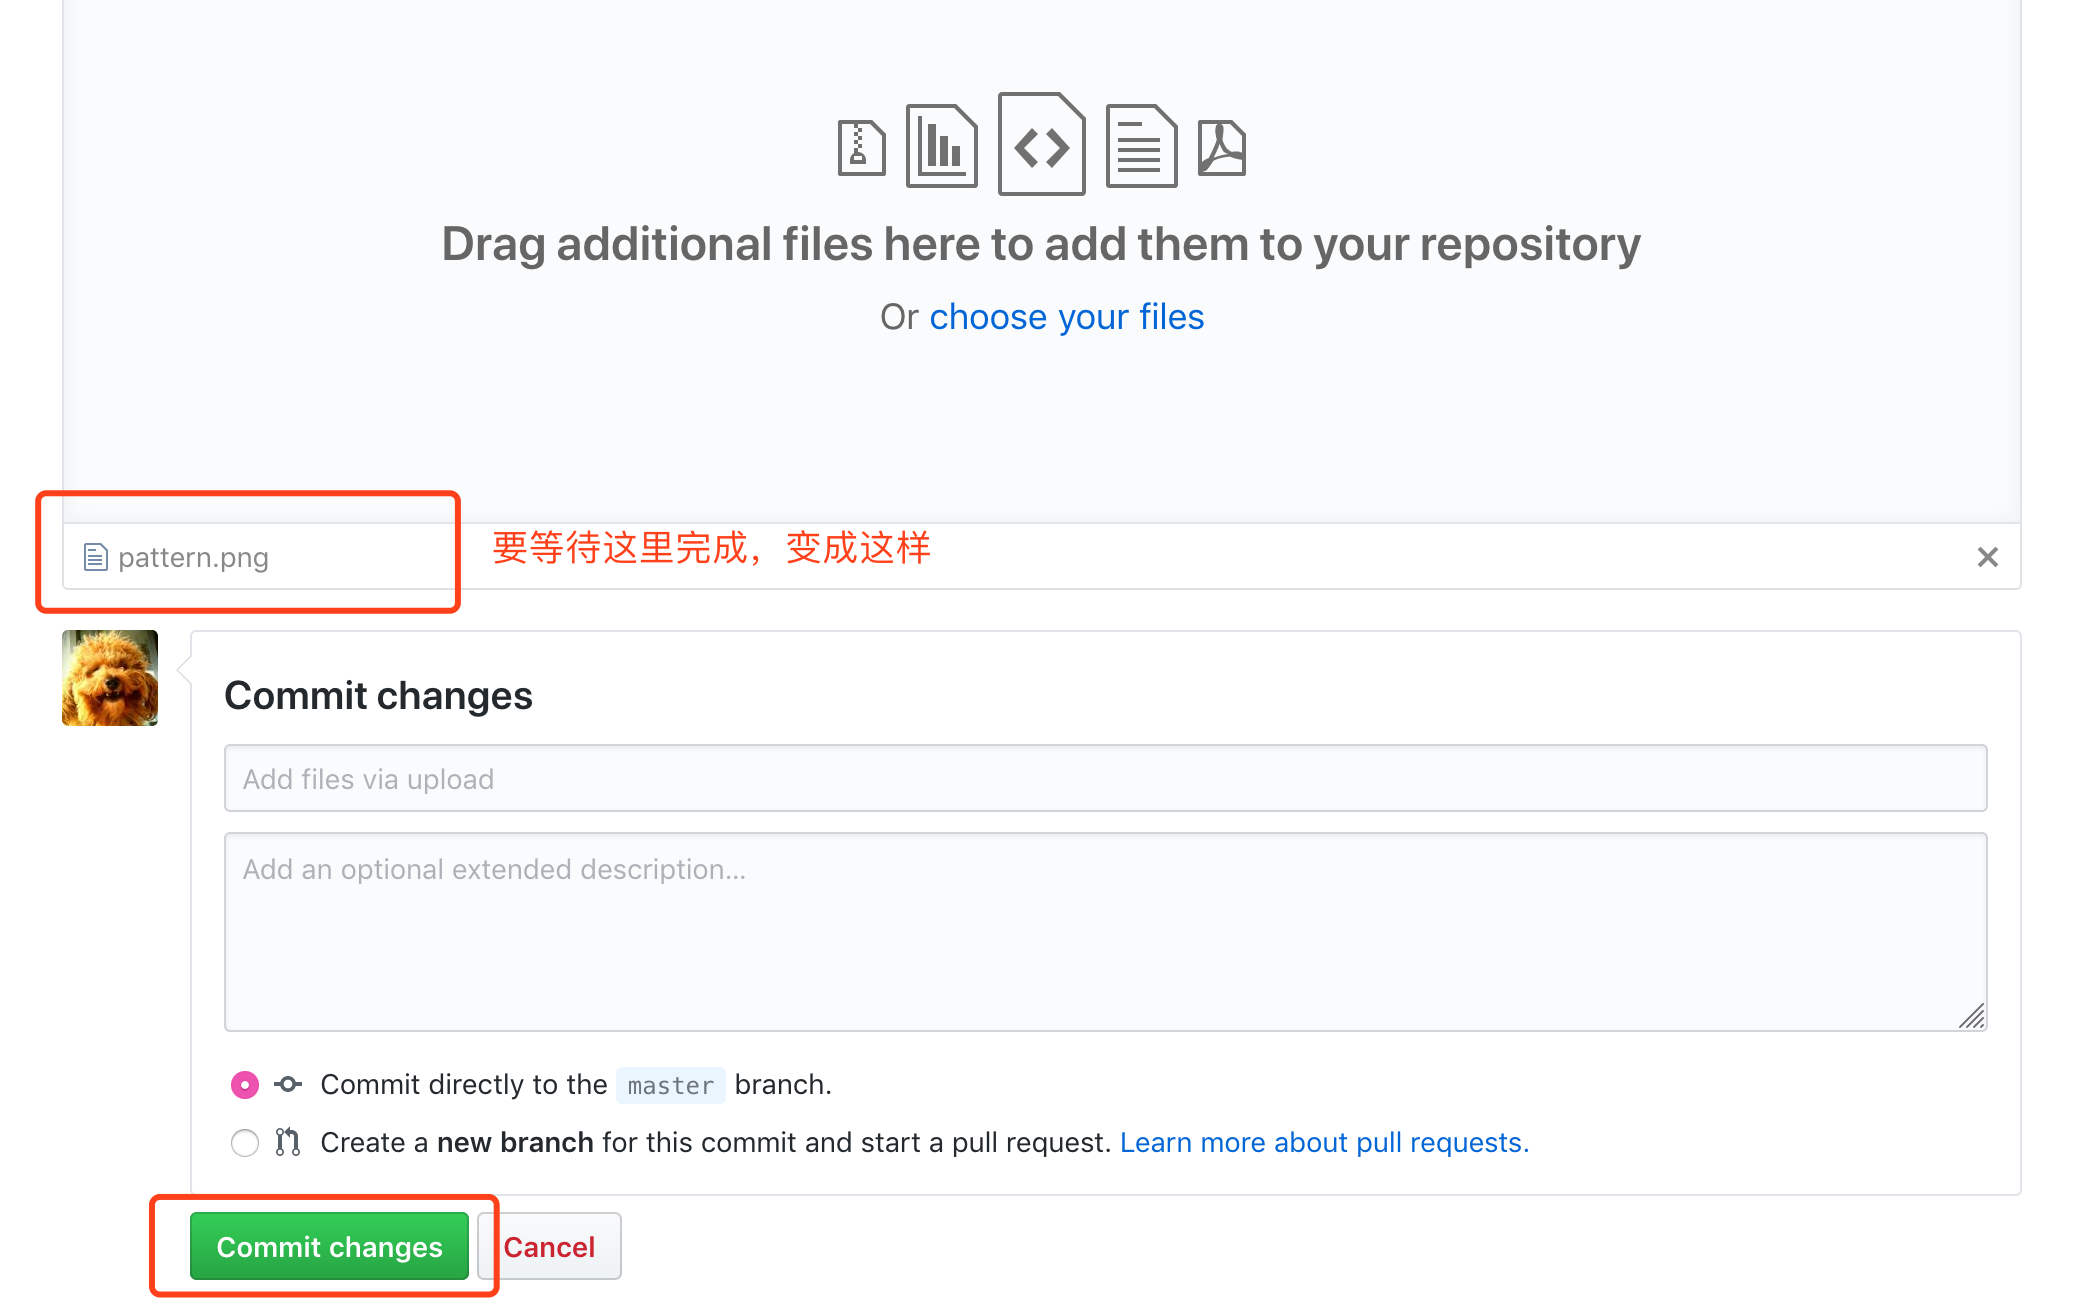 Drag additional files here to add them to your repository
Or choose your files
pattern.png
要等待这里完成，变成这样
Commit changes
Add files via upload
Add an optional extended description...
Commit directly to the master branch.
Create a new branch for this commit and start a pull request. Learn more about pull requests.
Commit changes
Cancel